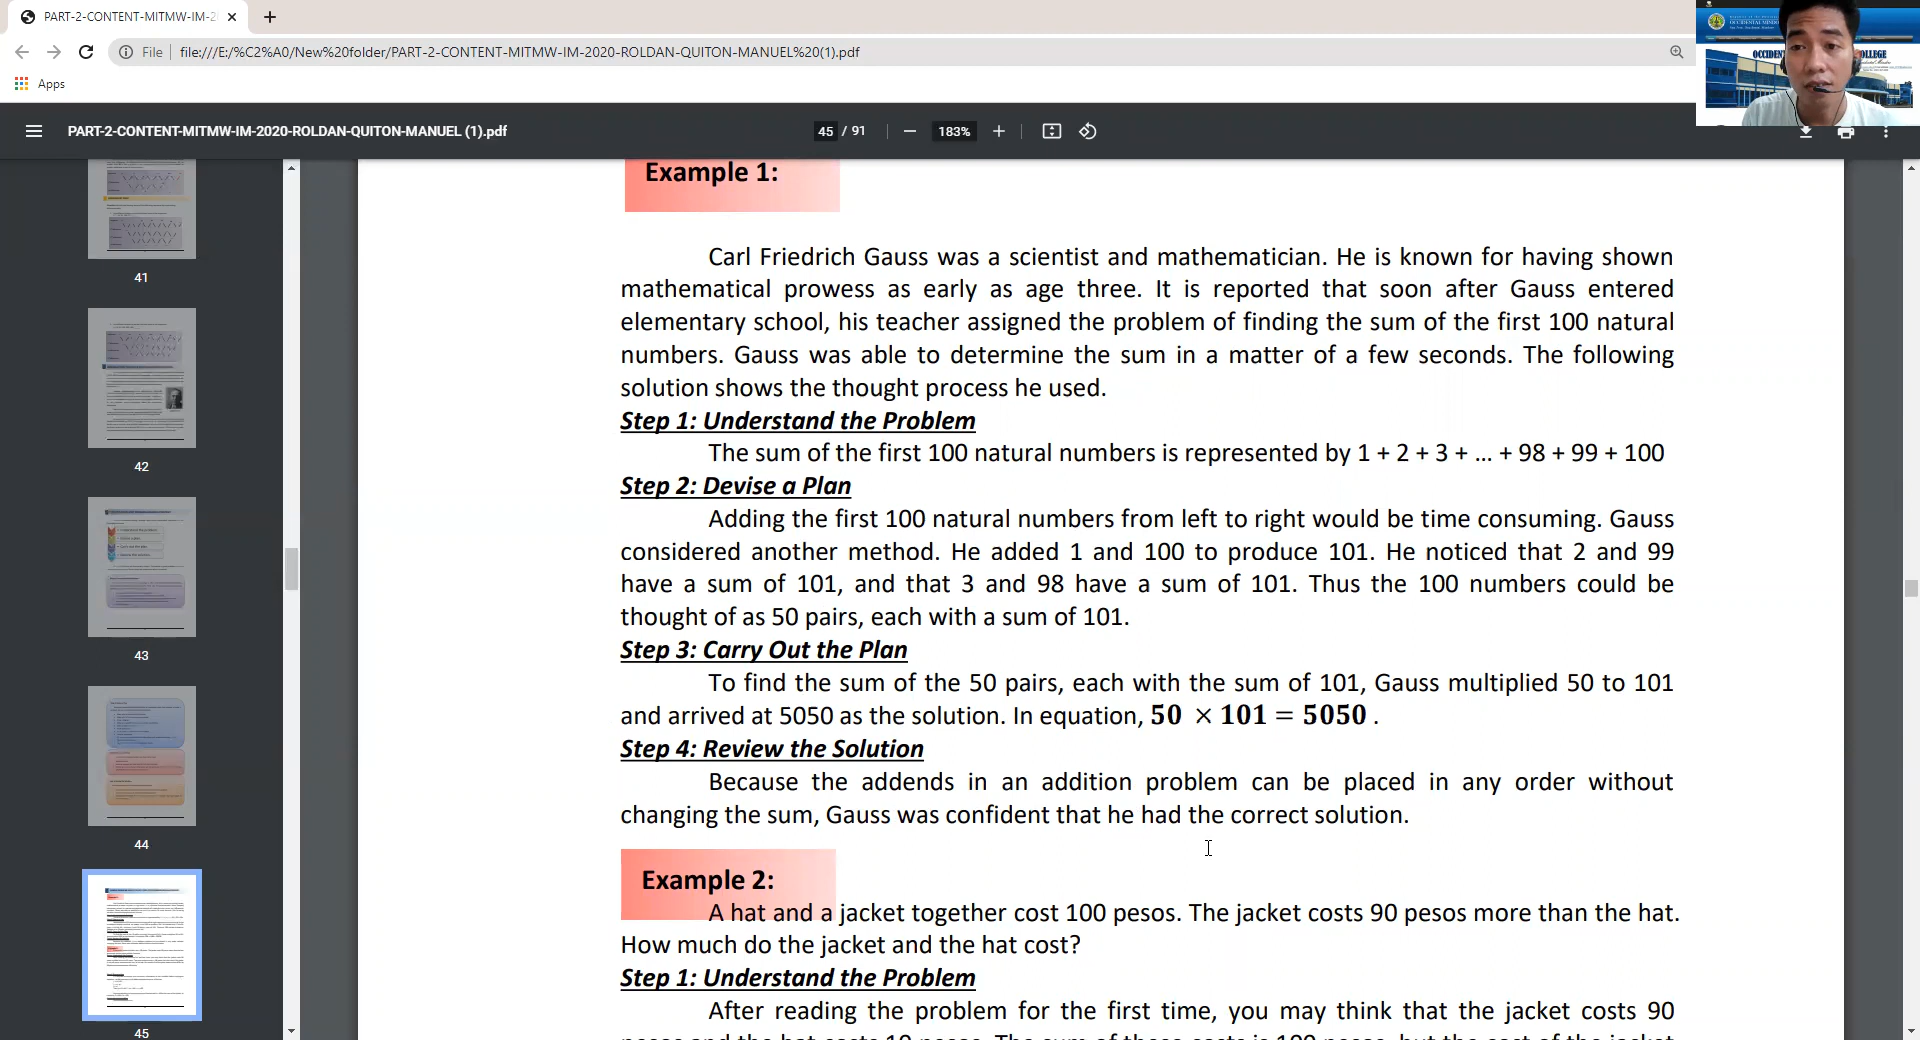 PART-2-CONTENT-MITMW-IM-2
File
file:///E:/%C2%A0/New%20folder/PART-2-CONTENT-MITMW-IM-2020-ROLDAN-QUITON-MANUEL%20(1).pdf
Apps
PART-2-CONTENT-MITMW-IM-2020-ROLDAN-QUITON-MANUEL (1).pdf
45 / 91
183%
41
42
43
44
45
Example 1:
Carl Friedrich Gauss was a scientist and mathematician. He is known for having shown
mathematical prowess as early as age three. It is reported that soon after Gauss entered
elementary school, his teacher assigned the problem of finding the sum of the first 100 natural
numbers. Gauss was able to determine the sum in a matter of a few seconds. The following
solution shows the thought process he used.
Step 1: Understand the Problem
The sum of the first 100 natural numbers is represented by 1 + 2 + 3 + … + 98 + 99 + 100
Step 2: Devise a Plan
Adding the first 100 natural numbers from left to right would be time consuming. Gauss
considered another method. He added 1 and 100 to produce 101. He noticed that 2 and 99
have a sum of 101, and that 3 and 98 have a sum of 101. Thus the 100 numbers could be
thought of as 50 pairs, each with a sum of 101.
Step 3: Carry Out the Plan
To find the sum of the 50 pairs, each with the sum of 101, Gauss multiplied 50 to 101
and arrived at 5050 as the solution. In equation, 50 × 101 = 5050 .
Step 4: Review the Solution
Because the addends in an addition problem can be placed in any order without
changing the sum, Gauss was confident that he had the correct solution.
Example 2:
A hat and a jacket together cost 100 pesos. The jacket costs 90 pesos more than the hat.
How much do the jacket and the hat cost?
Step 1: Understand the Problem
After reading the problem for the first time, you may think that the jacket costs 90